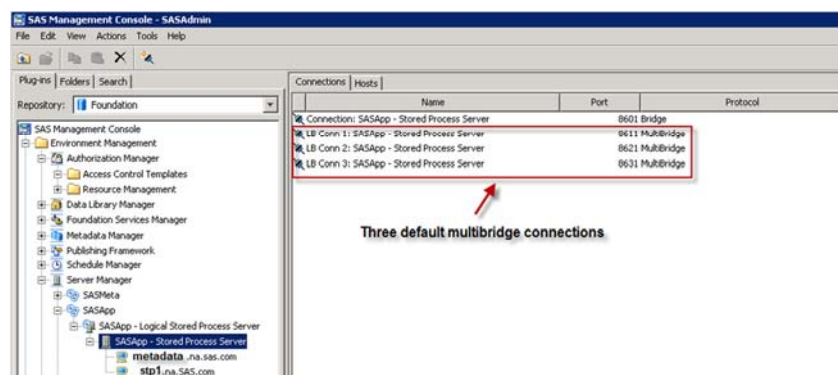 SAS Management Console - SASAdmin
File Edit View Actions Tools Help
Plug-ins Folders Search
Repository: Foundation
SAS Management Console
Environment Management
Authorization Manager
Access Control Templates
Resource Management
Data Library Manager
Foundation Services Manager
Metadata Manager
Publishing Framework
Schedule Manager
Server Manager
SASMeta
SASApp
SASApp - Logical Stored Process Server
SASApp - Stored Process Server
metadata .na.sas.com
stp1.na.SAS.com
Connections Hosts
Name Port Protocol
Connection: SASApp - Stored Process Server 8601 Bridge
LB Conn 1: SASApp - Stored Process Server 8611 MultiBridge
LB Conn 2: SASApp - Stored Process Server 8621 MultiBridge
LB Conn 3: SASApp - Stored Process Server 8631 MultiBridge
Three default multibridge connections